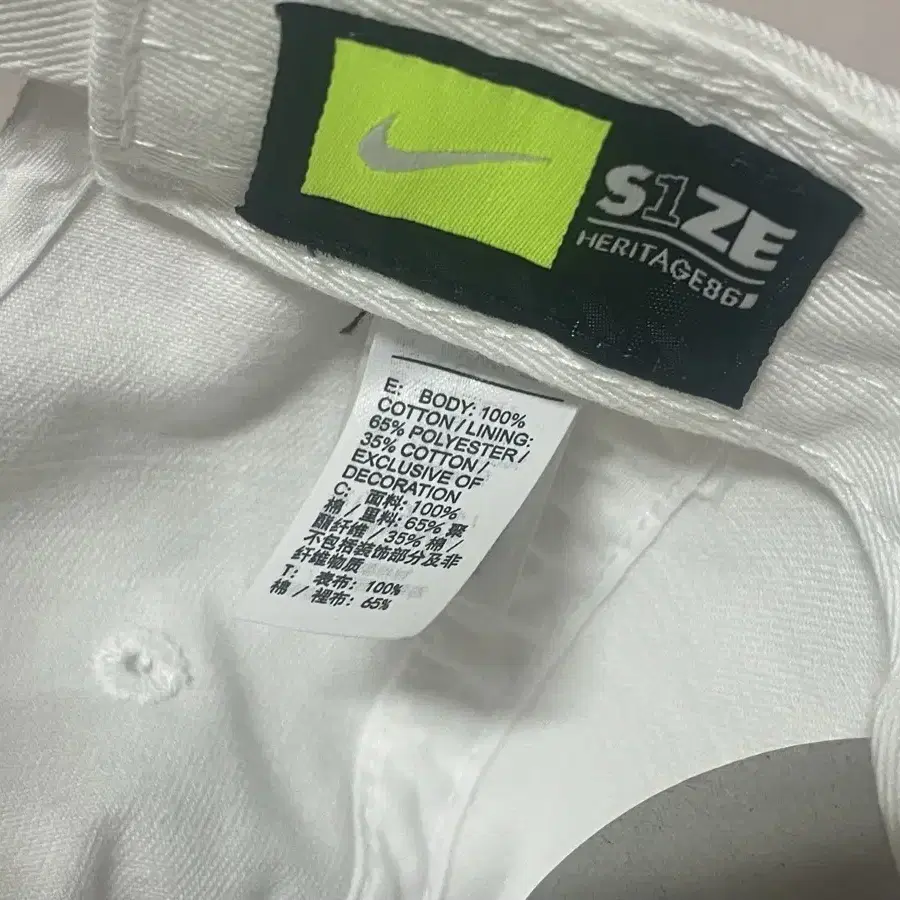 S1ZE
HERITAGE86
E: BODY: 100%
COTTON / LINING:
65% POLYESTER /
35% COTTON /
EXCLUSIVE OF
DECORATION
C: 面料: 100%
棉 / 里料: 65% 聚
酯纤维 / 35% 棉 /
不包括装饰部分及非
纤维物质
T: 表布: 100%
棉 / 裡布: 65%